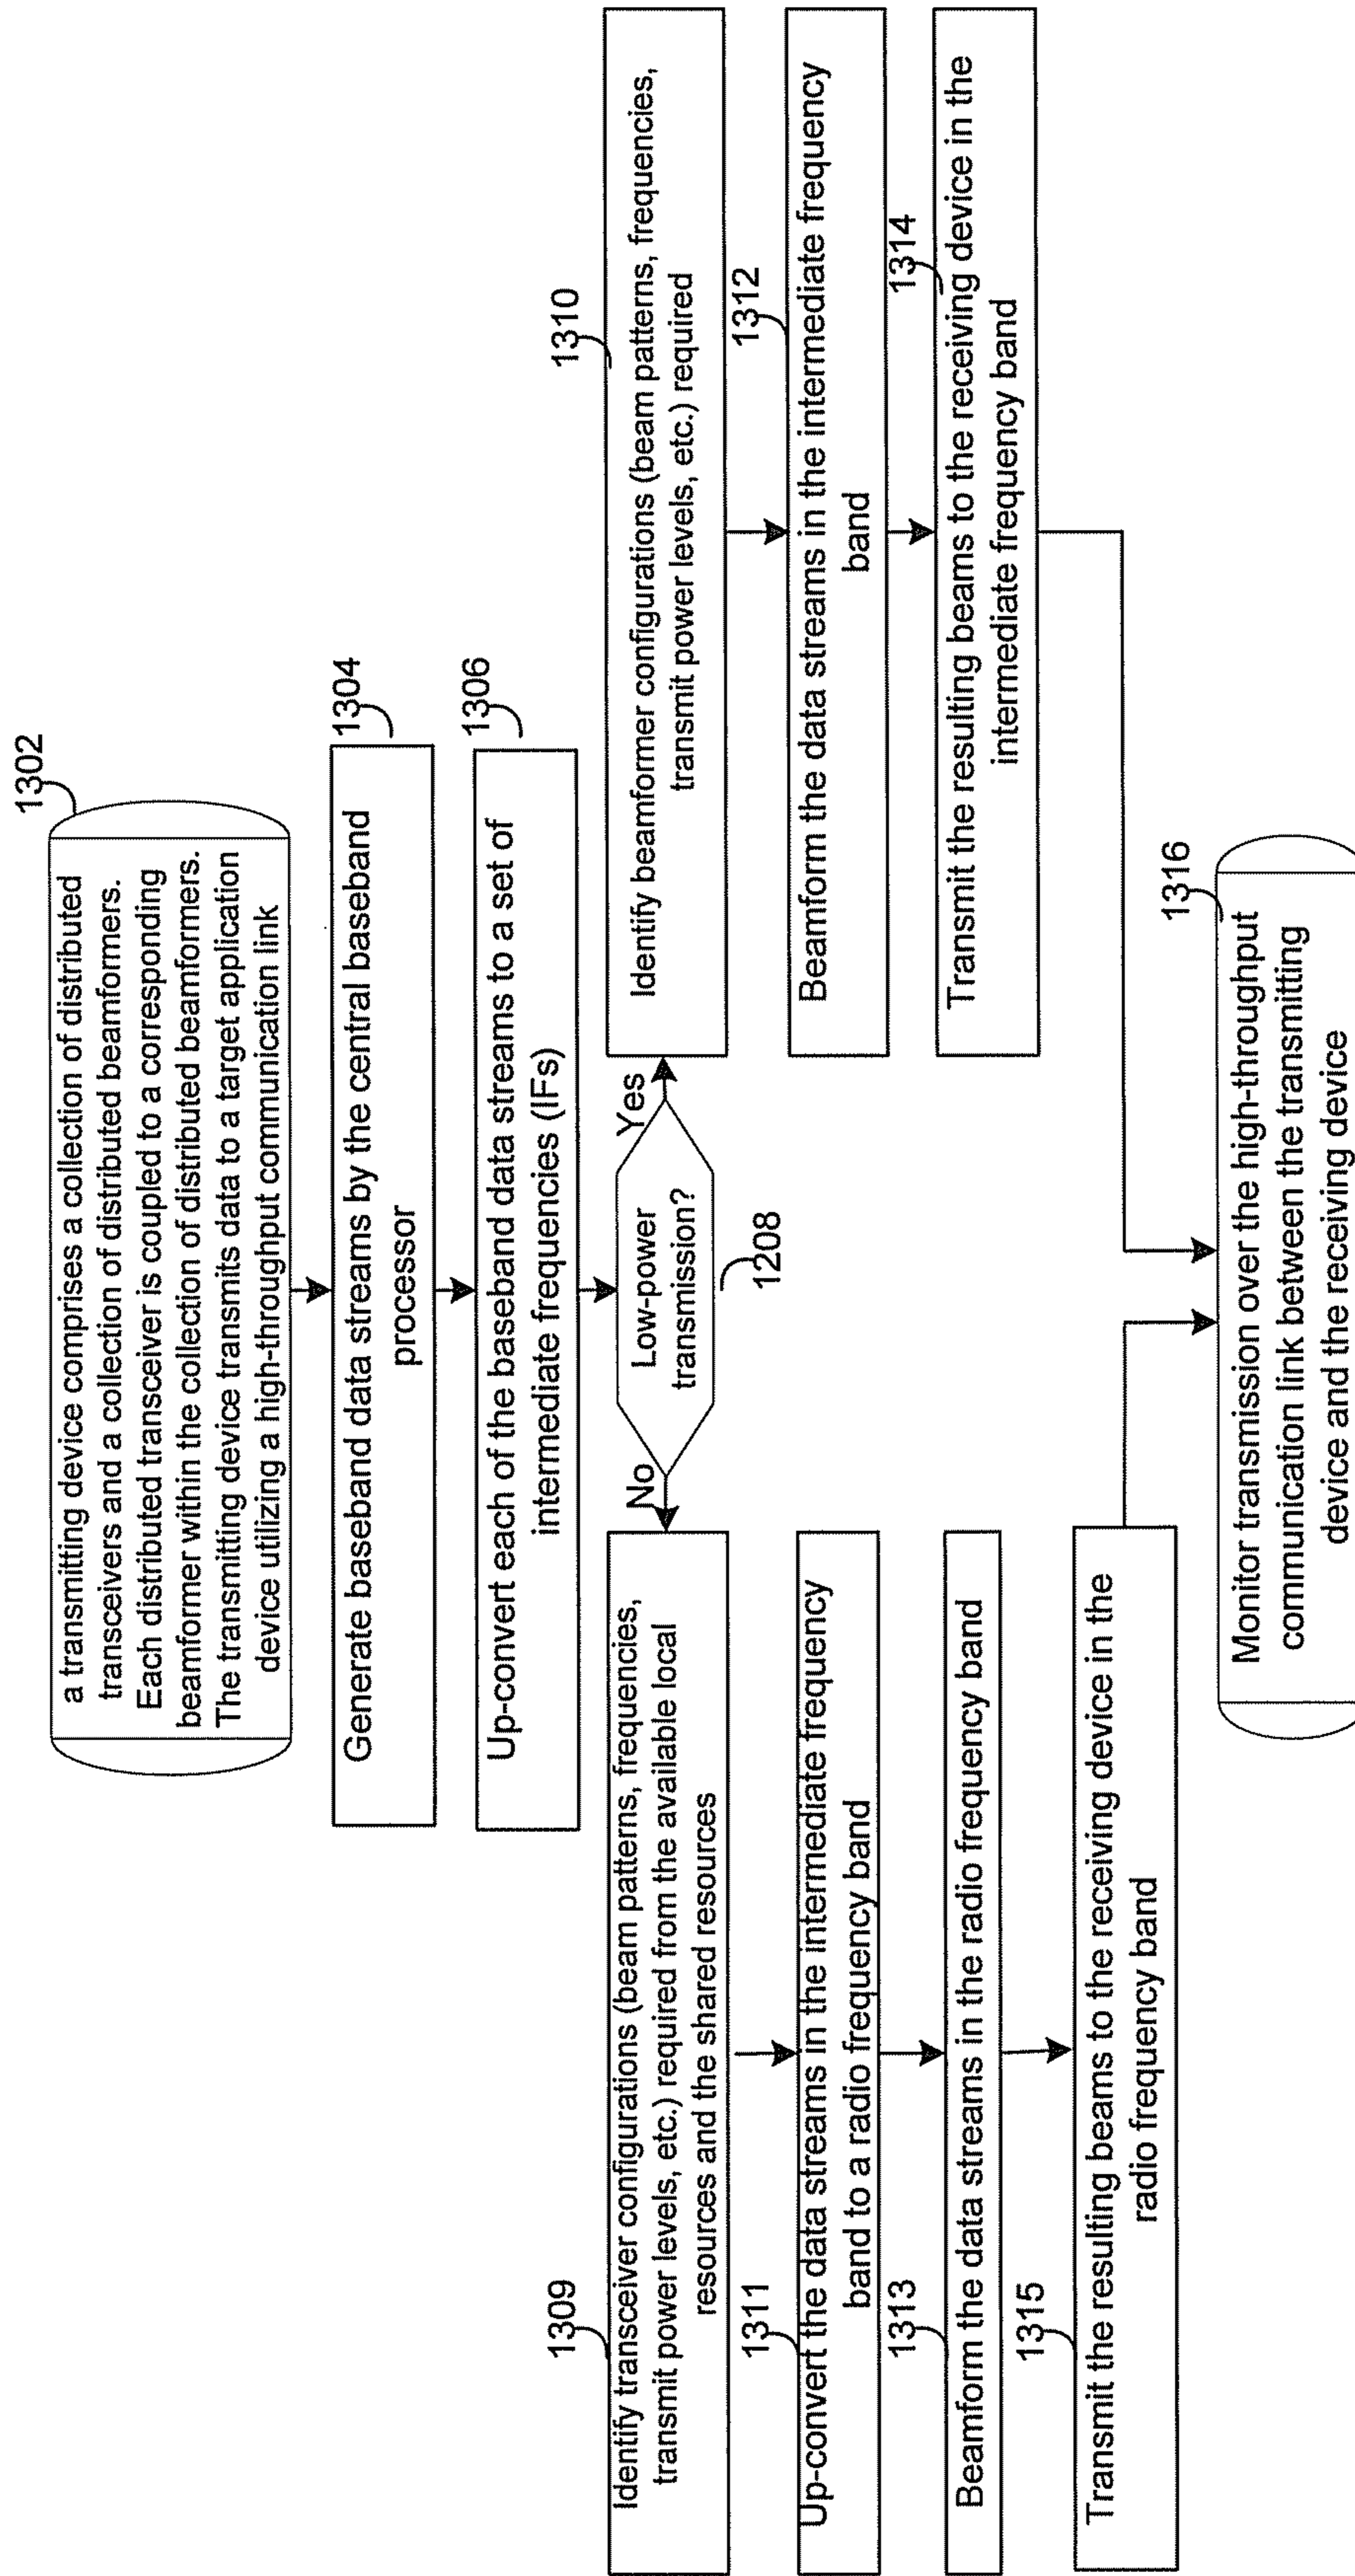 1302
a transmitting device comprises a collection of distributed
transceivers and a collection of distributed beamformers.
Each distributed transceiver is coupled to a corresponding
beamformer within the collection of distributed beamformers.
The transmitting device transmits data to a target application
device utilizing a high-throughput communication link
1304
Generate baseband data streams by the central baseband
processor
1306
Up-convert each of the baseband data streams to a set of
intermediate frequencies (IFs)
Low-power
transmission?
1208
No
Yes
1309
Identify transceiver configurations (beam patterns, frequencies,
transmit power levels, etc.) required from the available local
resources and the shared resources
1311
Up-convert the data streams in the intermediate frequency
band to a radio frequency band
1313
Beamform the data streams in the radio frequency band
1315
Transmit the resulting beams to the receiving device in the
radio frequency band
1310
Identify beamformer configurations (beam patterns, frequencies,
transmit power levels, etc.) required
1312
Beamform the data streams in the intermediate frequency
band
1314
Transmit the resulting beams to the receiving device in the
intermediate frequency band
1316
Monitor transmission over the high-throughput
communication link between the transmitting
device and the receiving device